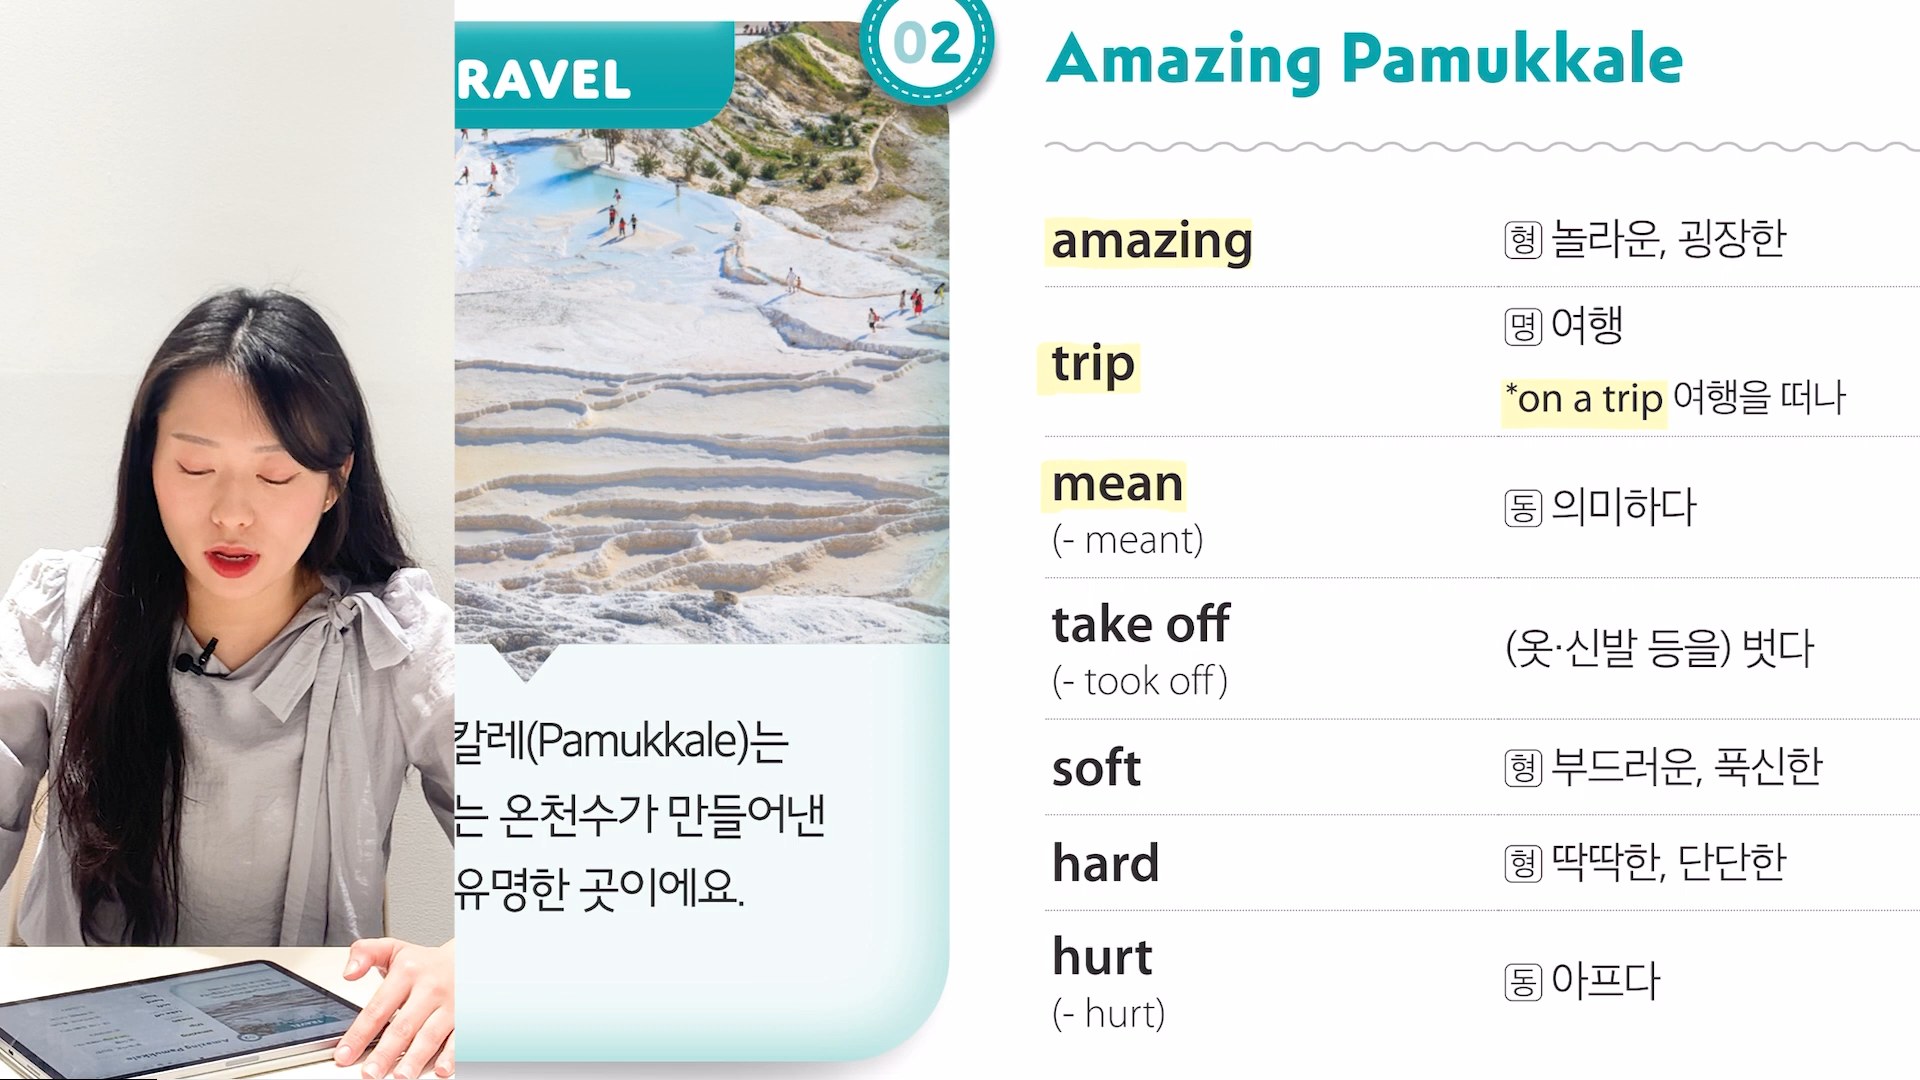 RAVEL
02
칼레(Pamukkale)는
는 온천수가 만들어낸
유명한 곳이에요.
Amazing Pamukkale
amazing 형 놀라운, 굉장한
trip 명 여행
*on a trip 여행을 떠나
mean 동 의미하다
(- meant)
take off (옷·신발 등을) 벗다
(- took off)
soft 형 부드러운, 푹신한
hard 형 딱딱한, 단단한
hurt 동 아프다
(- hurt)